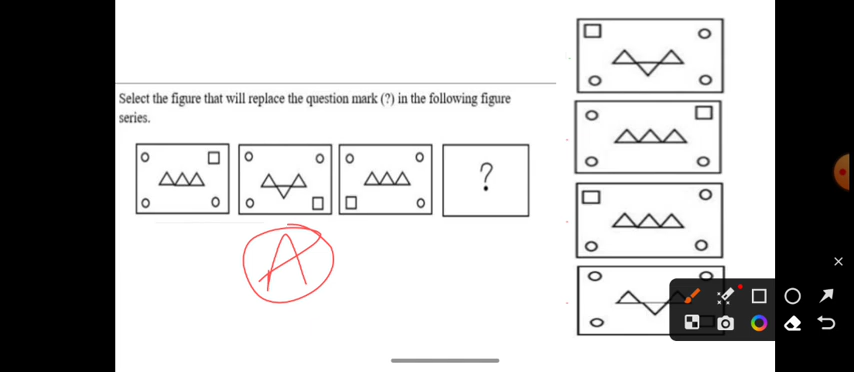 Select the figure that will replace the question mark (?) in the following figure
series.
?
A